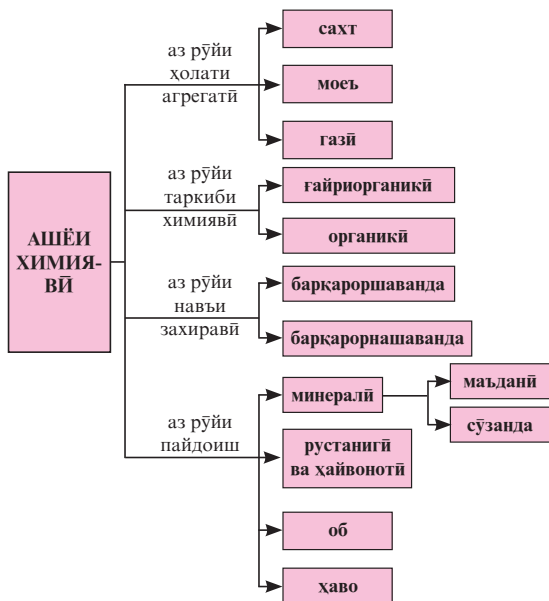 АШЁИ
ХИМИЯ-
ВӢ
аз рӯйи
ҳолати
агрегатӣ
сахт
моеъ
газӣ
аз рӯйи
таркиби
химиявӣ
ғайриорганикӣ
органикӣ
аз рӯйи
навъи
захиравӣ
барқароршаванда
барқарорнашаванда
аз рӯйи
пайдоиш
минералӣ
маъданӣ
сӯзанда
рустанигӣ
ва ҳайвонотӣ
об
ҳаво